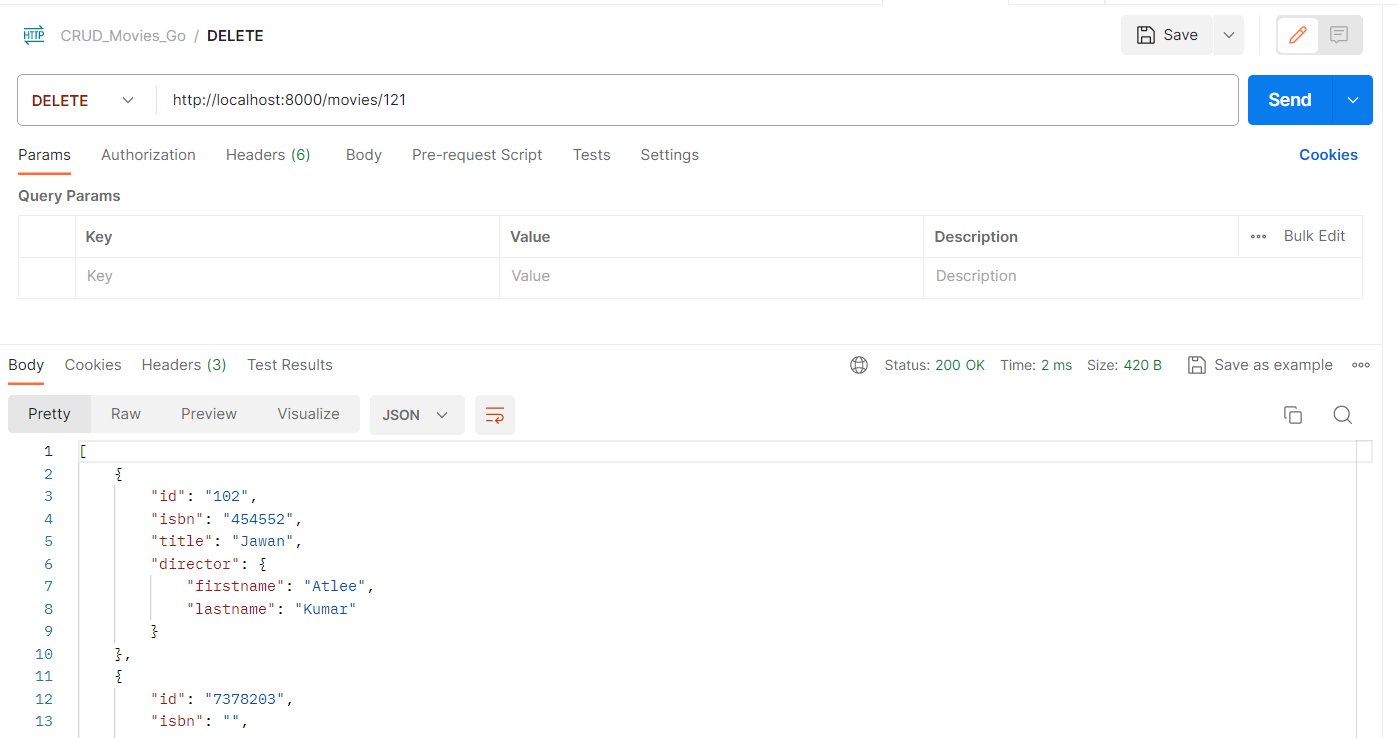 HTTP CRUD_Movies_Go / DELETE Save
DELETE http://localhost:8000/movies/121 Send
Params Authorization Headers (6) Body Pre-request Script Tests Settings Cookies
Query Params
Key Value Description ••• Bulk Edit
Key Value Description
Body Cookies Headers (3) Test Results Status: 200 OK Time: 2 ms Size: 420 B Save as example
Pretty Raw Preview Visualize JSON
1 [
2 {
3 "id": "102",
4 "isbn": "454552",
5 "title": "Jawan",
6 "director": {
7 "firstname": "Atlee",
8 "lastname": "Kumar"
9 }
10 },
11 {
12 "id": "7378203",
13 "isbn": "",